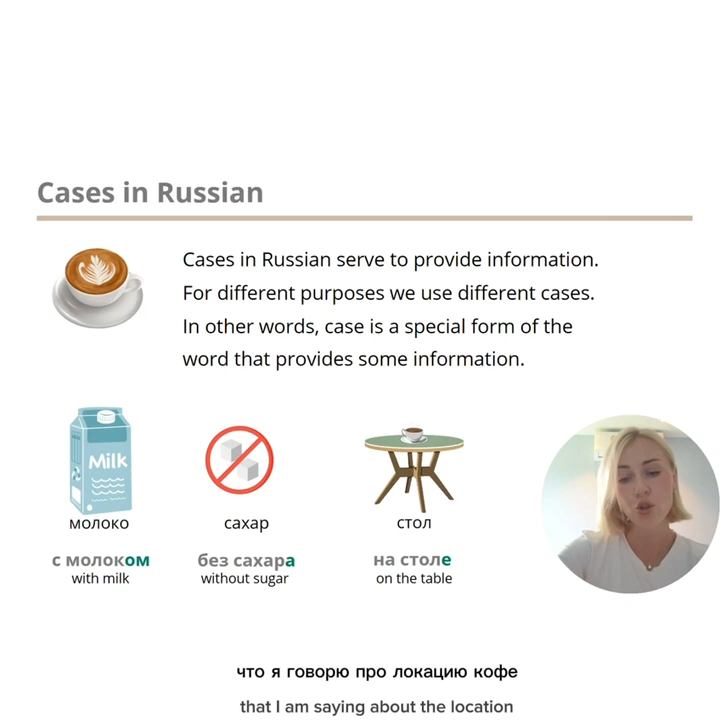 Cases in Russian
Cases in Russian serve to provide information.
For different purposes we use different cases.
In other words, case is a special form of the
word that provides some information.
Milk
молоко
сахар
стол
с молоком
без сахара
на столе
with milk
without sugar
on the table
что я говорю про локацию кофе
that I am saying about the location